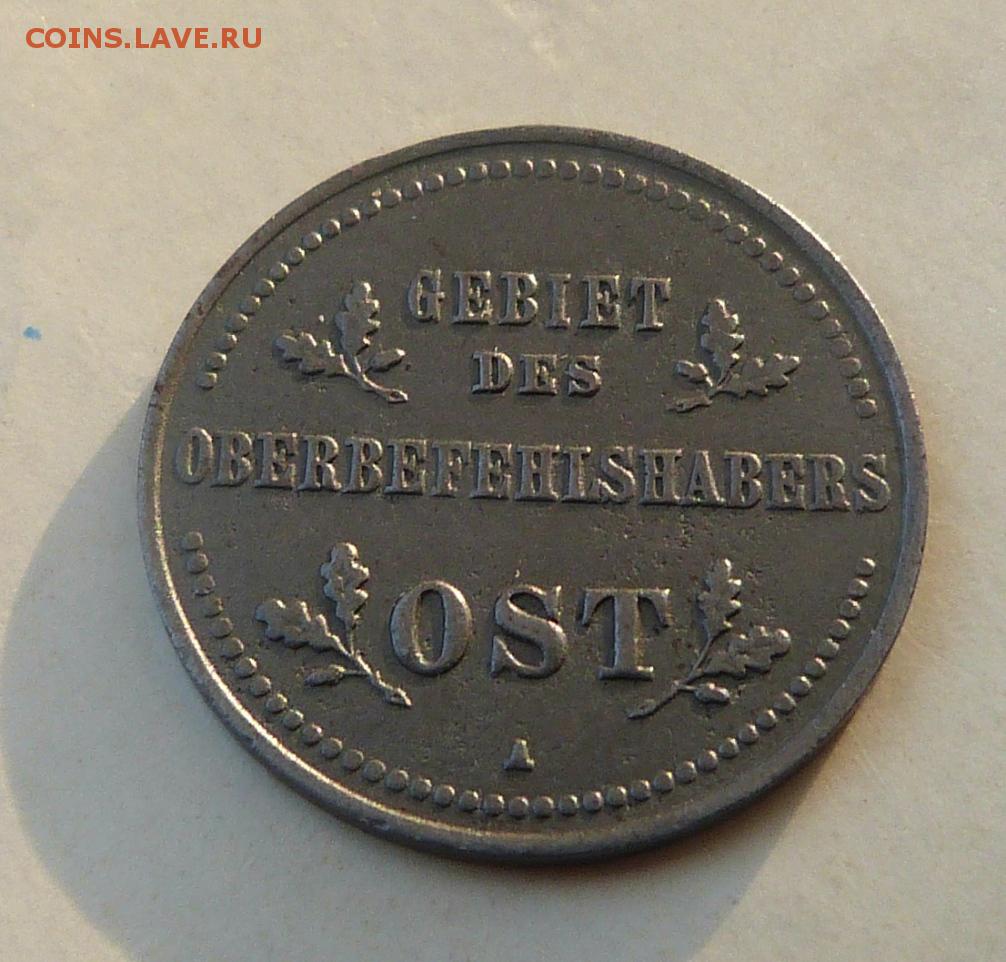 COINS.LAVE.RU
GEBIET
DES
OBERBEFEHLSHABERS
OST
A